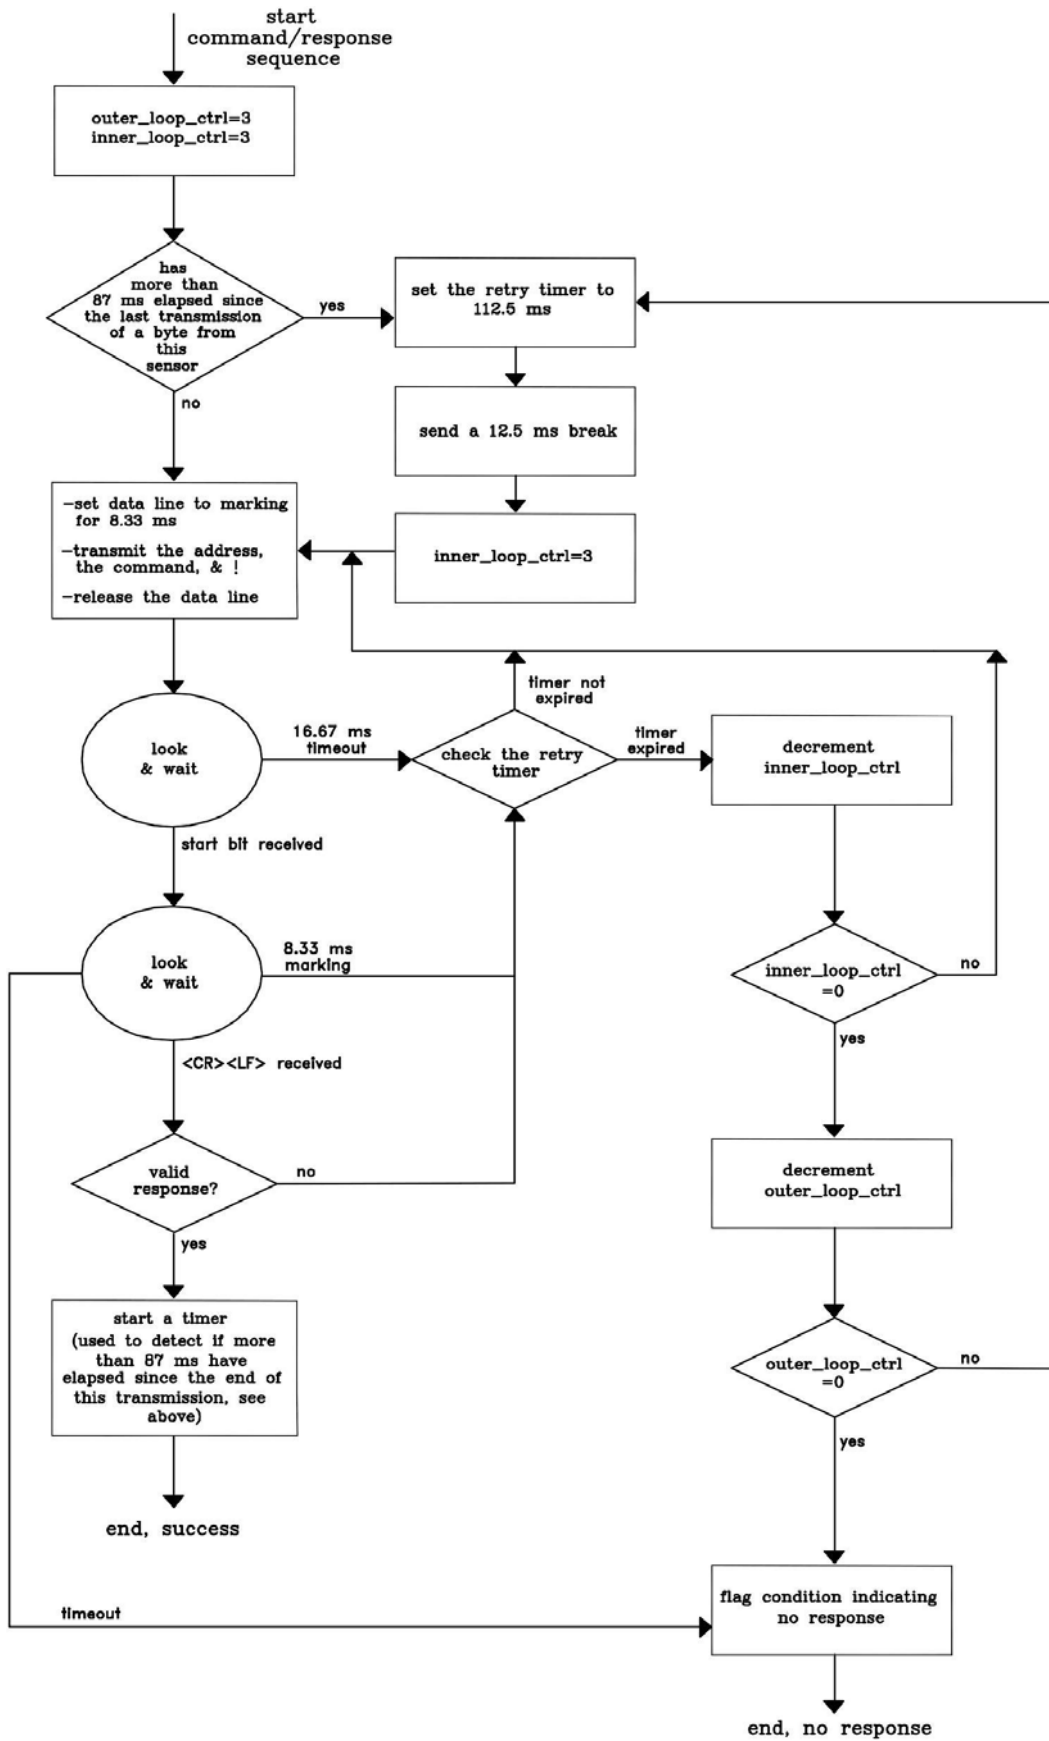 start
command/response
sequence
outer_loop_ctrl=3
inner_loop_ctrl=3
has
more than
87 ms elapsed since
the last transmission
of a byte from
this
sensor
yes
no
set the retry timer to
112.5 ms
send a 12.5 ms break
inner_loop_ctrl=3
-set data line to marking
for 8.33 ms
-transmit the address,
the command, & !
-release the data line
look
& wait
16.67 ms
timeout
start bit received
check the retry
timer
timer not
expired
timer
expired
decrement
inner_loop_ctrl
look
& wait
8.33 ms
marking
<CR><LF> received
inner_loop_ctrl
=0
no
yes
valid
response?
no
yes
decrement
outer_loop_ctrl
start a timer
(used to detect if more
than 87 ms have
elapsed since the end of
this transmission, see
above)
outer_loop_ctrl
=0
no
yes
end, success
timeout
flag condition indicating
no response
end, no response